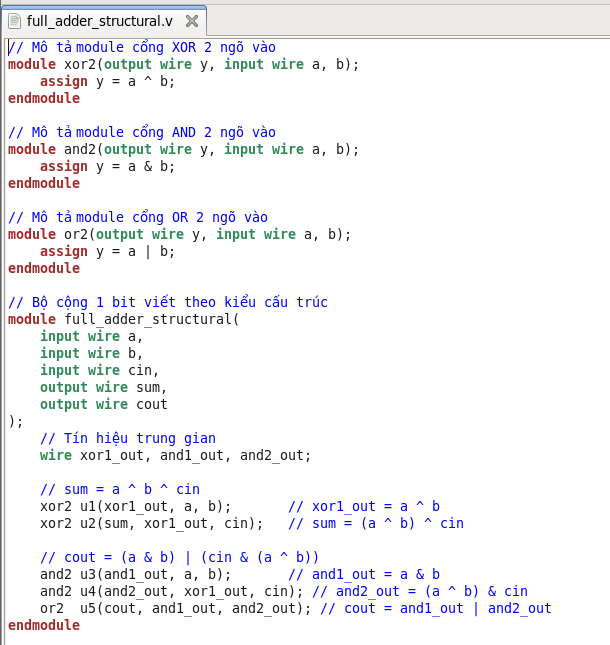 full_adder_structural.v
// Mô tả module cổng XOR 2 ngõ vào
module xor2(output wire y, input wire a, b);
    assign y = a ^ b;
endmodule

// Mô tả module cổng AND 2 ngõ vào
module and2(output wire y, input wire a, b);
    assign y = a & b;
endmodule

// Mô tả module cổng OR 2 ngõ vào
module or2(output wire y, input wire a, b);
    assign y = a | b;
endmodule

// Bộ cộng 1 bit viết theo kiểu cấu trúc
module full_adder_structural(
    input wire a,
    input wire b,
    input wire cin,
    output wire sum,
    output wire cout
);
    // Tín hiệu trung gian
    wire xor1_out, and1_out, and2_out;

    // sum = a ^ b ^ cin
    xor2 u1(xor1_out, a, b);       // xor1_out = a ^ b
    xor2 u2(sum, xor1_out, cin);   // sum = (a ^ b) ^ cin

    // cout = (a & b) | (cin & (a ^ b))
    and2 u3(and1_out, a, b);       // and1_out = a & b
    and2 u4(and2_out, xor1_out, cin); // and2_out = (a ^ b) & cin
    or2  u5(cout, and1_out, and2_out); // cout = and1_out | and2_out
endmodule